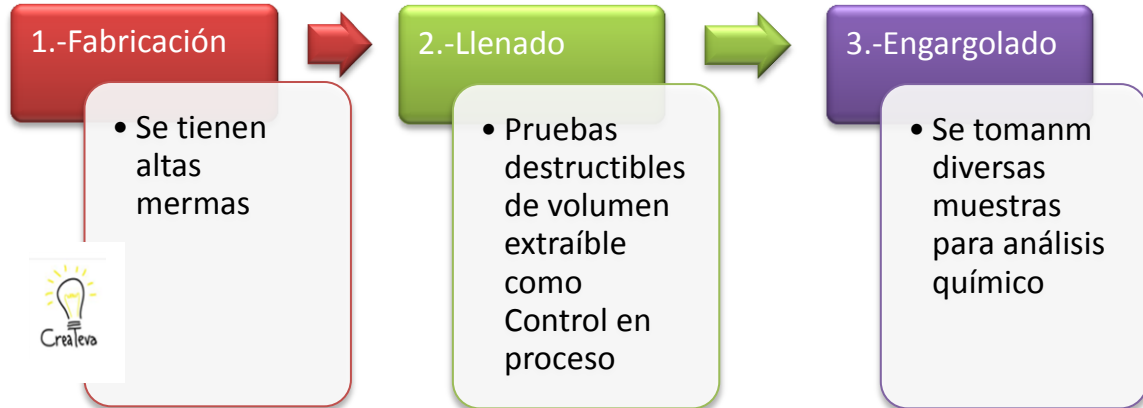 1.-Fabricación
• Se tienen
altas
mermas
2.-Llenado
• Pruebas
destructibles
de volumen
extraíble
como
Control en
proceso
3.-Engargolado
• Se tomanm
diversas
muestras
para análisis
químico
CreaTeva